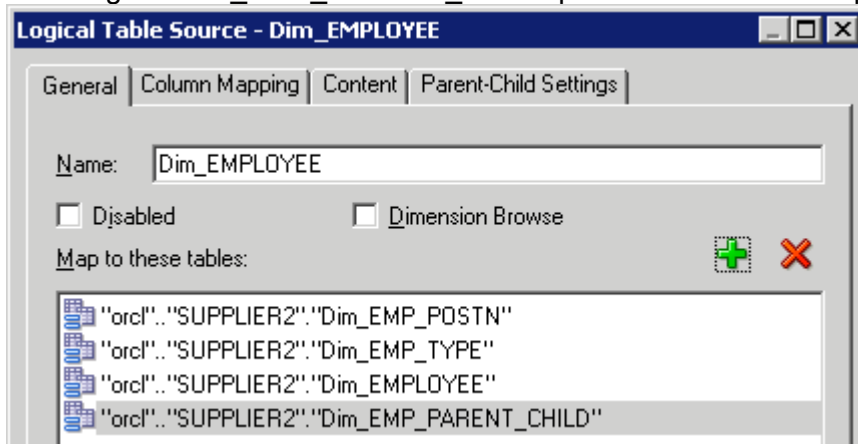 Logical Table Source - Dim_EMPLOYEE
General Column Mapping Content Parent-Child Settings
Name: Dim_EMPLOYEE
Disabled Dimension Browse
Map to these tables:
"orcl".."SUPPLIER2"."Dim_EMP_POSTN"
"orcl".."SUPPLIER2"."Dim_EMP_TYPE"
"orcl".."SUPPLIER2"."Dim_EMPLOYEE"
"orcl".."SUPPLIER2"."Dim_EMP_PARENT_CHILD"